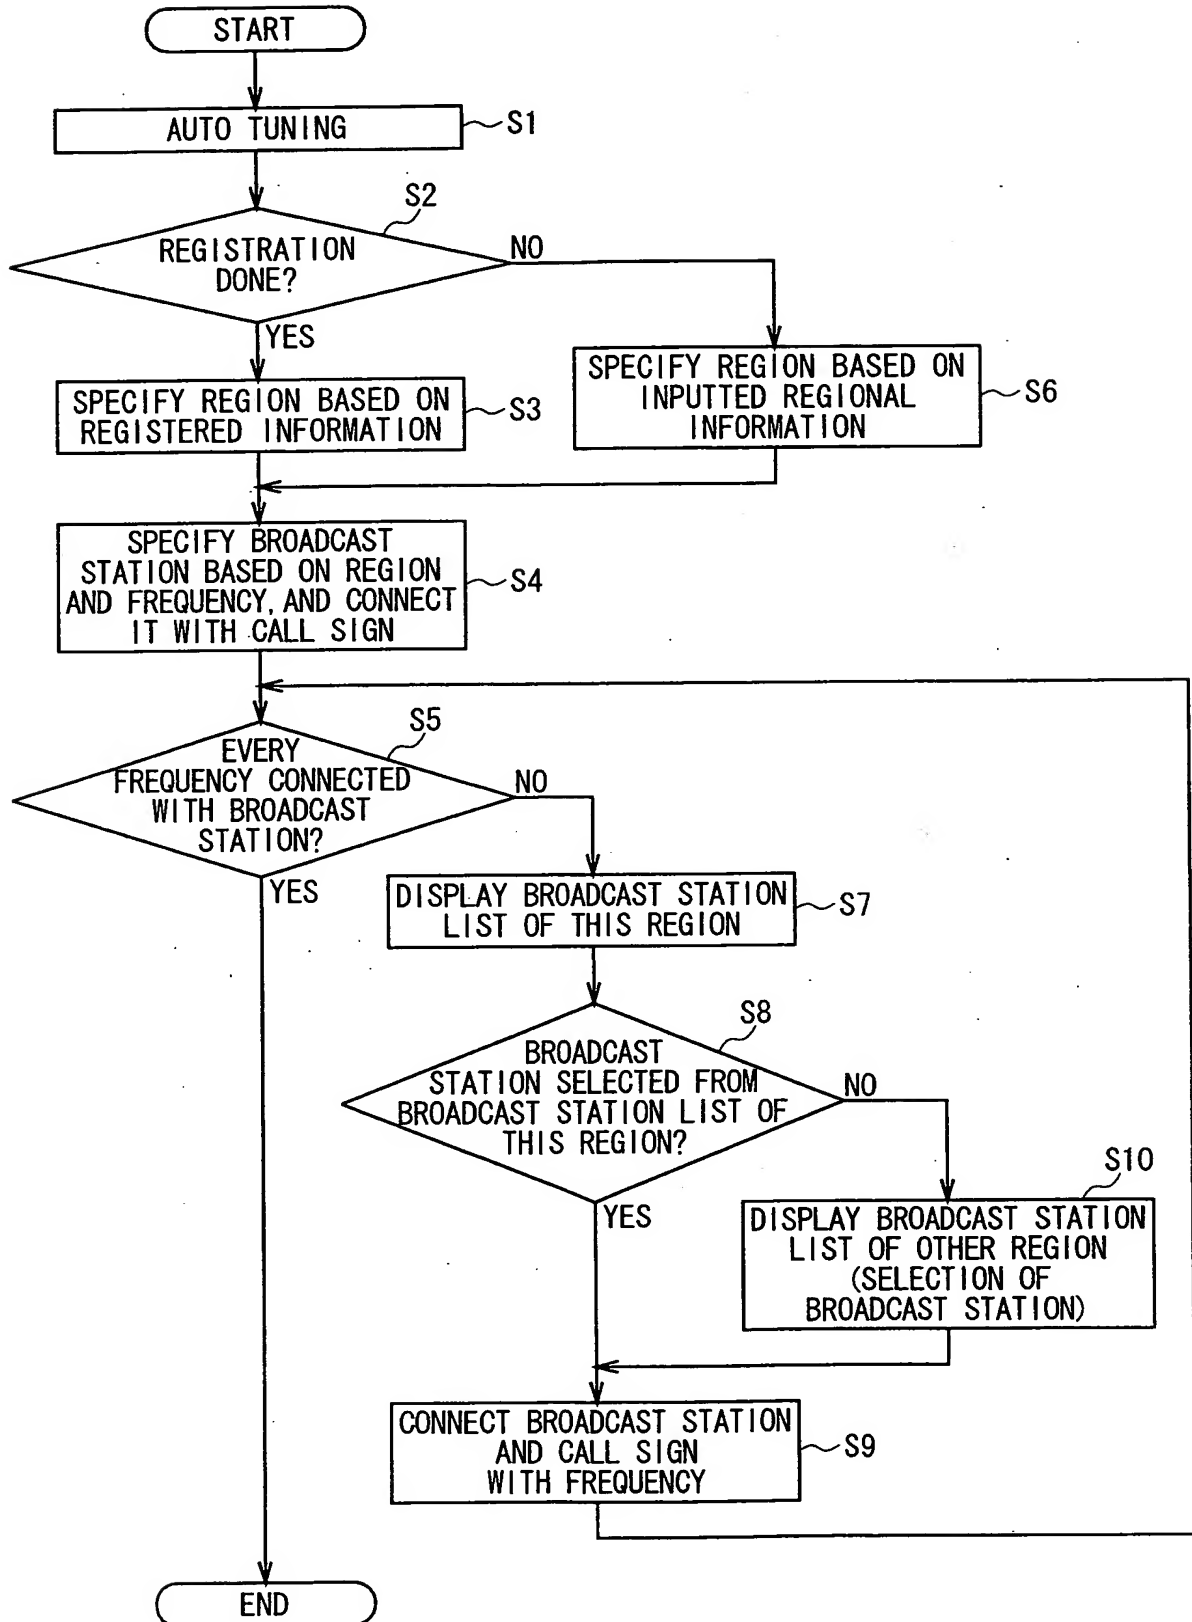 START
AUTO TUNING
S1
S2
REGISTRATION
DONE?
NO
YES
SPECIFY REGION BASED ON
REGISTERED INFORMATION
S3
SPECIFY REGION BASED ON
INPUTTED REGIONAL
INFORMATION
S6
SPECIFY BROADCAST
STATION BASED ON REGION
AND FREQUENCY, AND CONNECT
IT WITH CALL SIGN
S4
S5
EVERY
FREQUENCY CONNECTED
WITH BROADCAST
STATION?
NO
YES
DISPLAY BROADCAST STATION
LIST OF THIS REGION
S7
S8
BROADCAST
STATION SELECTED FROM
BROADCAST STATION LIST OF
THIS REGION?
NO
YES
S10
DISPLAY BROADCAST STATION
LIST OF OTHER REGION
(SELECTION OF
BROADCAST STATION)
CONNECT BROADCAST STATION
AND CALL SIGN
WITH FREQUENCY
S9
END